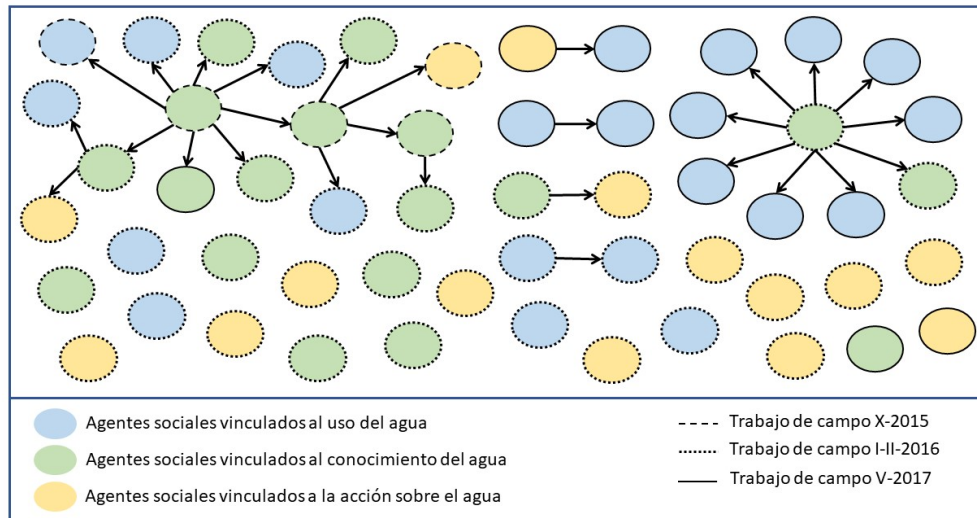 Agentes sociales vinculados al uso del agua
Agentes sociales vinculados al conocimiento del agua
Agentes sociales vinculados a la acción sobre el agua
Trabajo de campo X-2015
Trabajo de campo I-II-2016
Trabajo de campo V-2017